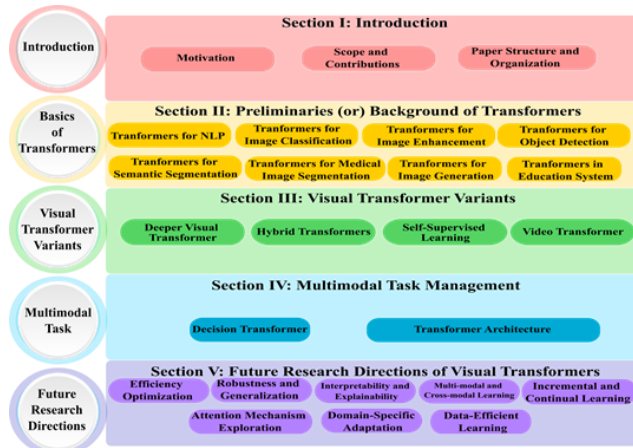 Introduction
Section I: Introduction
Motivation
Scope and
Contributions
Paper Structure and
Organization
Basics
of
Transformers
Section II: Preliminaries (or) Background of Transformers
Tranformers for NLP
Tranformers for
Image Classification
Tranformers for
Image Enhancement
Tranformers for
Object Detection
Tranformers for
Semantic Segmentation
Tranformers for Medical
Image Segmentation
Tranformers for
Image Generation
Tranformers in
Education System
Visual
Transformer
Variants
Section III: Visual Transformer Variants
Deeper Visual
Transformer
Hybrid Transformers
Self-Supervised
Learning
Video Transformer
Multimodal
Task
Section IV: Multimodal Task Management
Decision Transformer
Transformer Architecture
Future
Research
Directions
Section V: Future Research Directions of Visual Transformers
Efficiency
Optimization
Robustness and
Generalization
Interpretability and
Explainability
Multi-modal and
Cross-modal Learning
Incremental and
Continual Learning
Attention Mechanism
Exploration
Domain-Specific
Adaptation
Data-Efficient
Learning